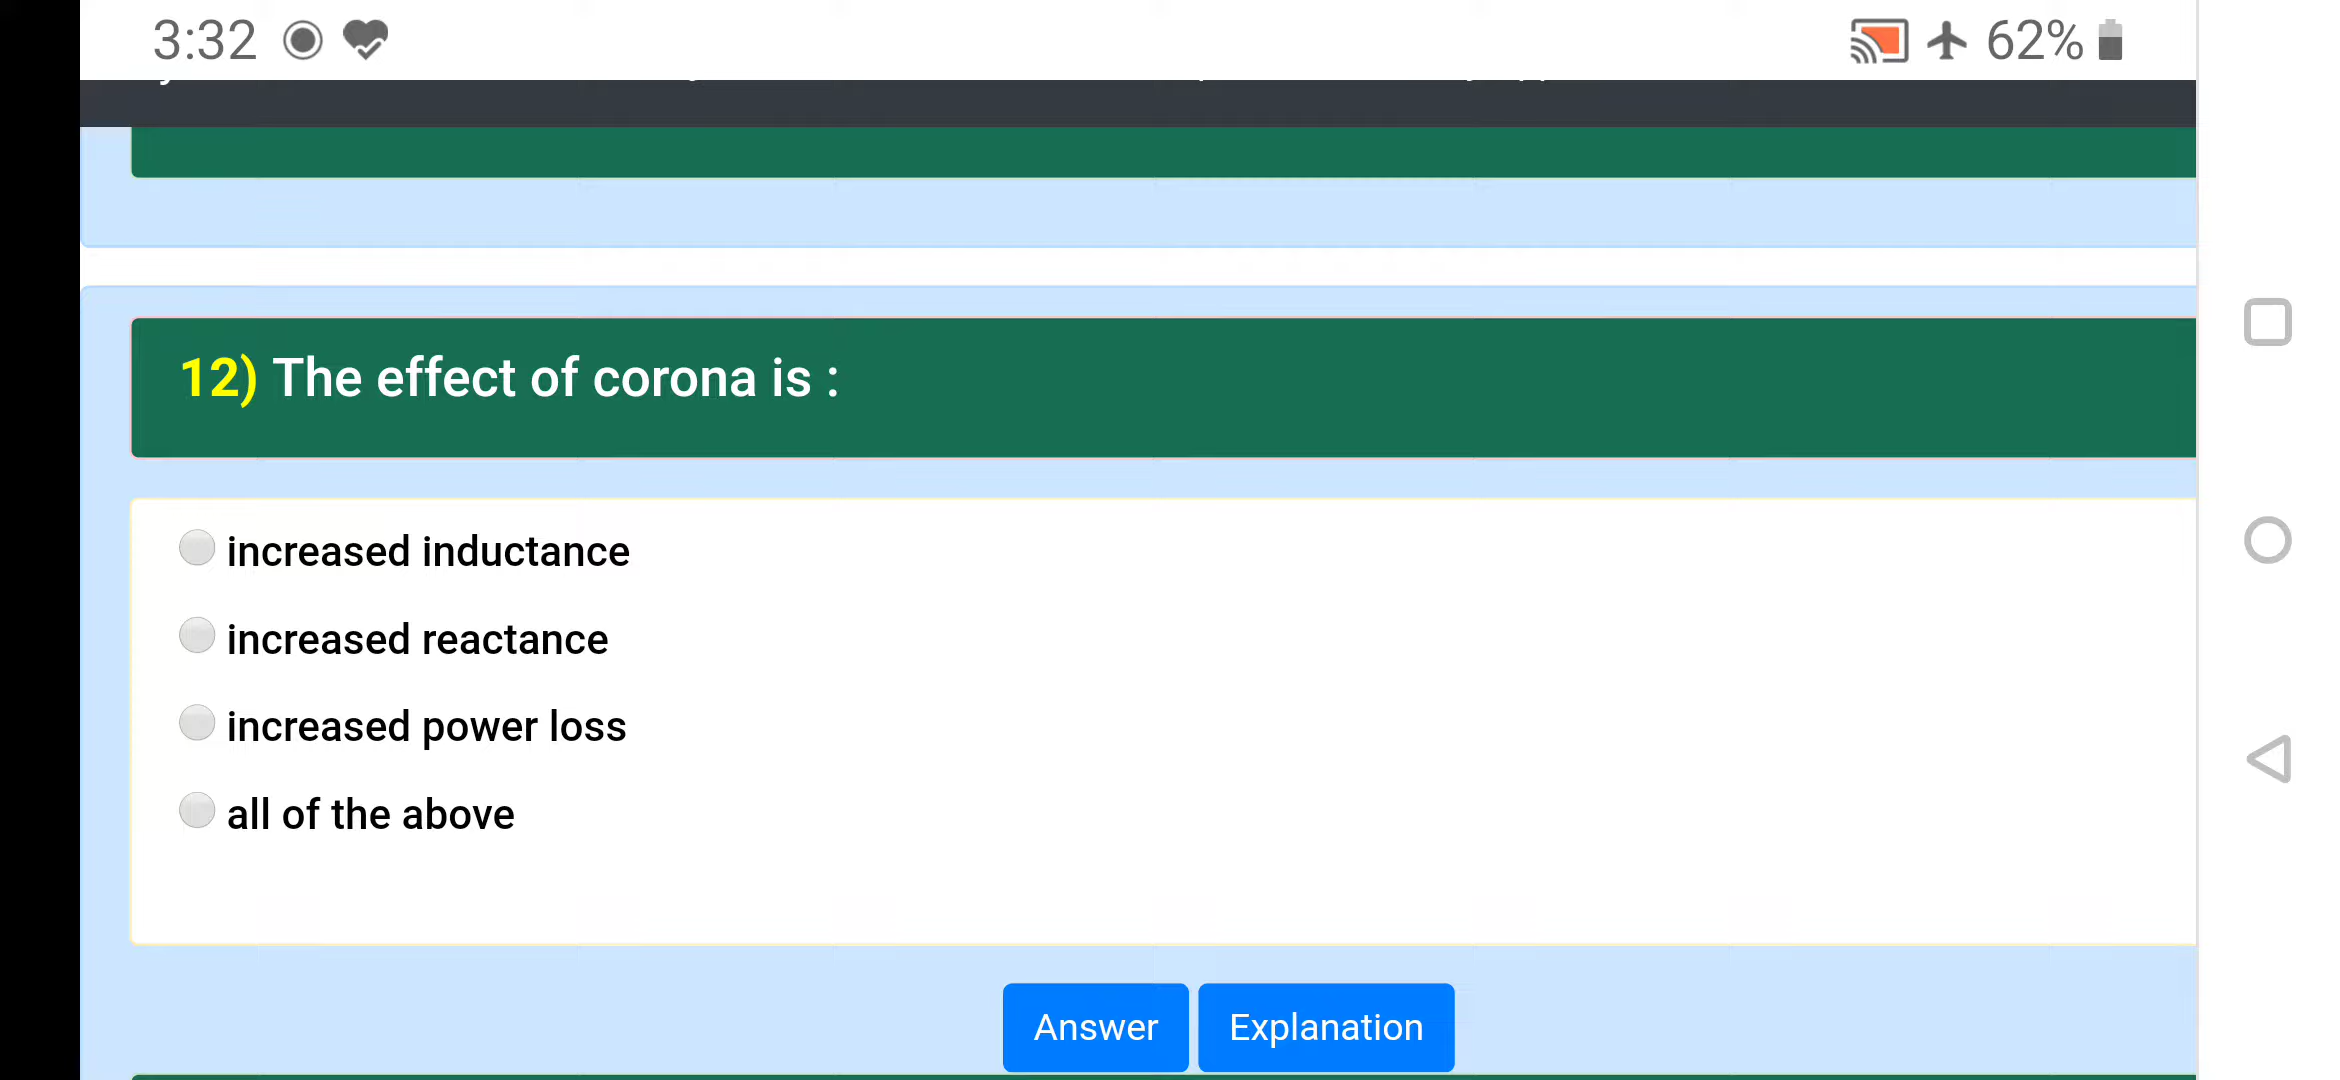 3:32
62%
12) The effect of corona is :
increased inductance
increased reactance
increased power loss
all of the above
Answer Explanation